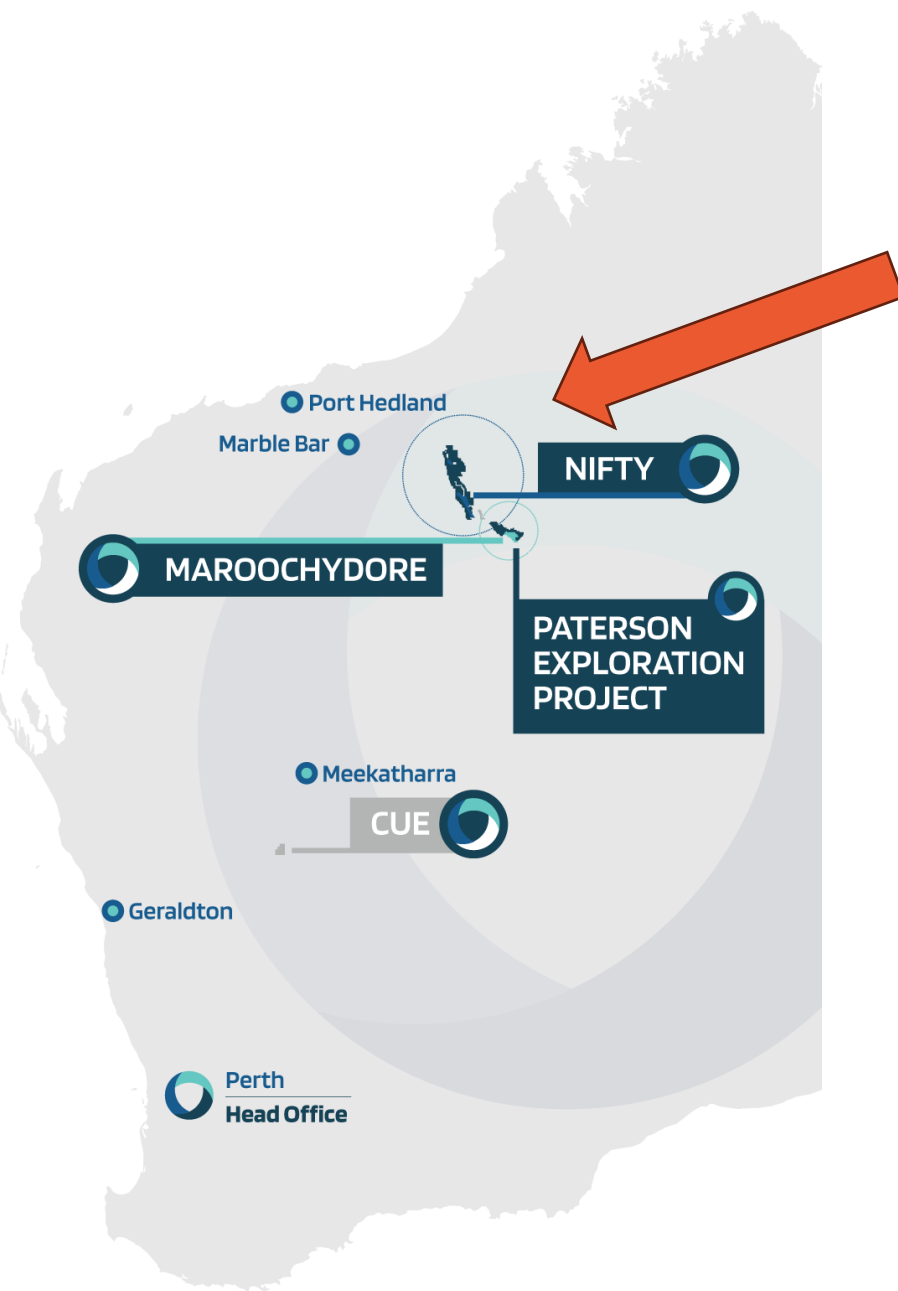 Port Hedland
Marble Bar
NIFTY
MAROOCHYDORE
PATERSON
EXPLORATION
PROJECT
Meekatharra
CUE
Geraldton
Perth
Head Office